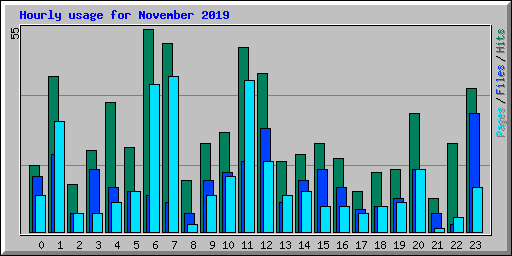 Hourly usage for November 2019
55
Pages / Files / Hits
0 1 2 3 4 5 6 7 8 9 10 11 12 13 14 15 16 17 18 19 20 21 22 23